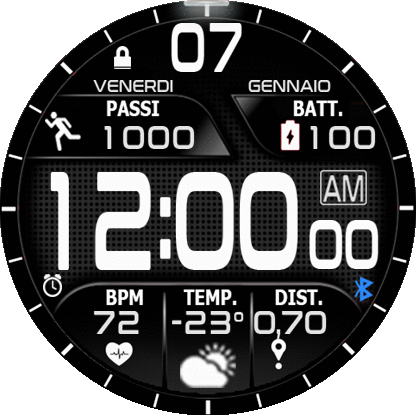 07
VENERDI GENNAIO
PASSI BATT.
1000 100
12:00 AM
00
BPM TEMP. DIST.
72 -23° 0,70